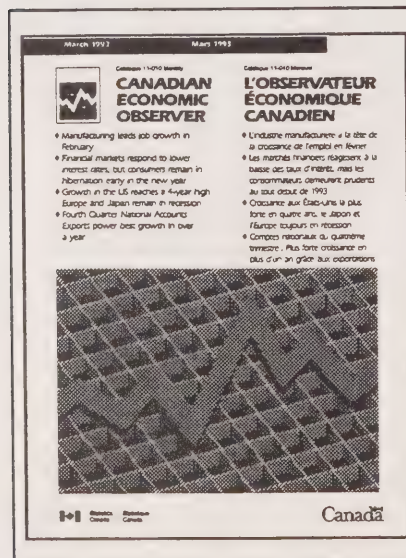 March 1993
Mars 1993
Catalogue 11-010 Monthly
CANADIAN
ECONOMIC
OBSERVER
♦ Manufacturing leads job growth in
February
♦ Financial markets respond to lower
interest rates, but consumers remain in
hibernation early in the new year
♦ Growth in the US reaches a 4-year high
Europe and Japan remain in recession
♦ Fourth Quarter National Accounts
Exports power best growth in over
a year
Catalogue 11-010 Mensuel
L'OBSERVATEUR
ÉCONOMIQUE
CANADIEN
♦ L'industrie manufacturière à la tête de
la croissance de l'emploi en février
♦ Les marchés financiers réagissent à la
baisse des taux d'intérêt, mais les
consommateurs demeurent prudents
au tout début de 1993
♦ Croissance aux États-Unis la plus
forte en quatre ans, le Japon et
l'Europe toujours en récession
♦ Comptes nationaux du quatrième
trimestre, Plus forte croissance en
plus d'un an grâce aux exportations
Statistics Statistique
Canada Canada
Canada